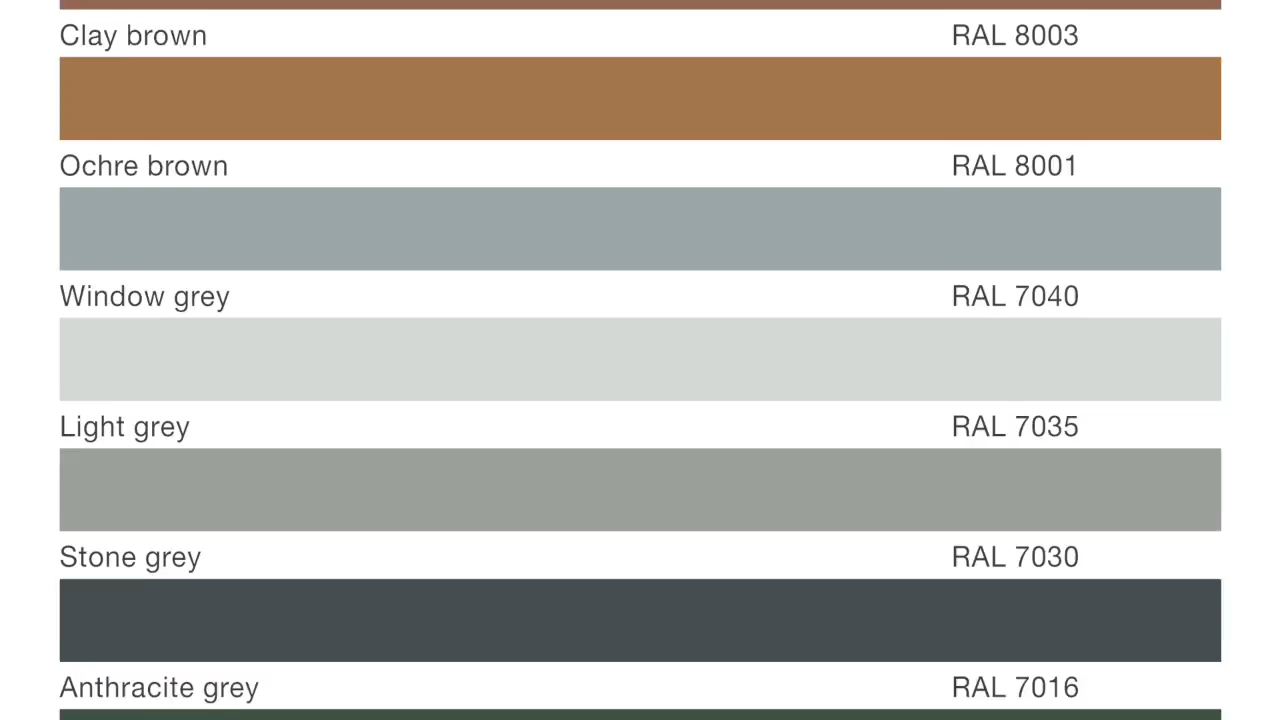 Clay brown RAL 8003
Ochre brown RAL 8001
Window grey RAL 7040
Light grey RAL 7035
Stone grey RAL 7030
Anthracite grey RAL 7016